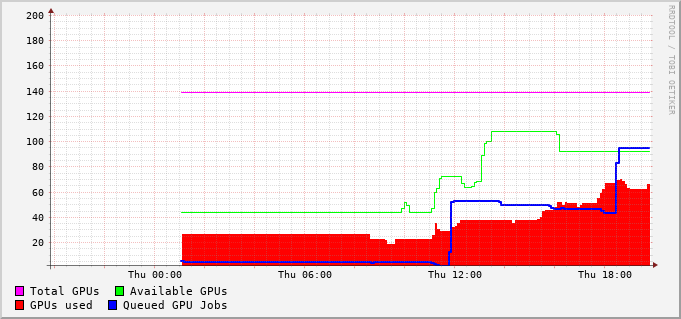 200
180
160
140
120
100
80
60
40
20
Thu 00:00 Thu 06:00 Thu 12:00 Thu 18:00
Total GPUs Available GPUs
GPUs used Queued GPU Jobs
RRDTOOL / TOBI OETIKER